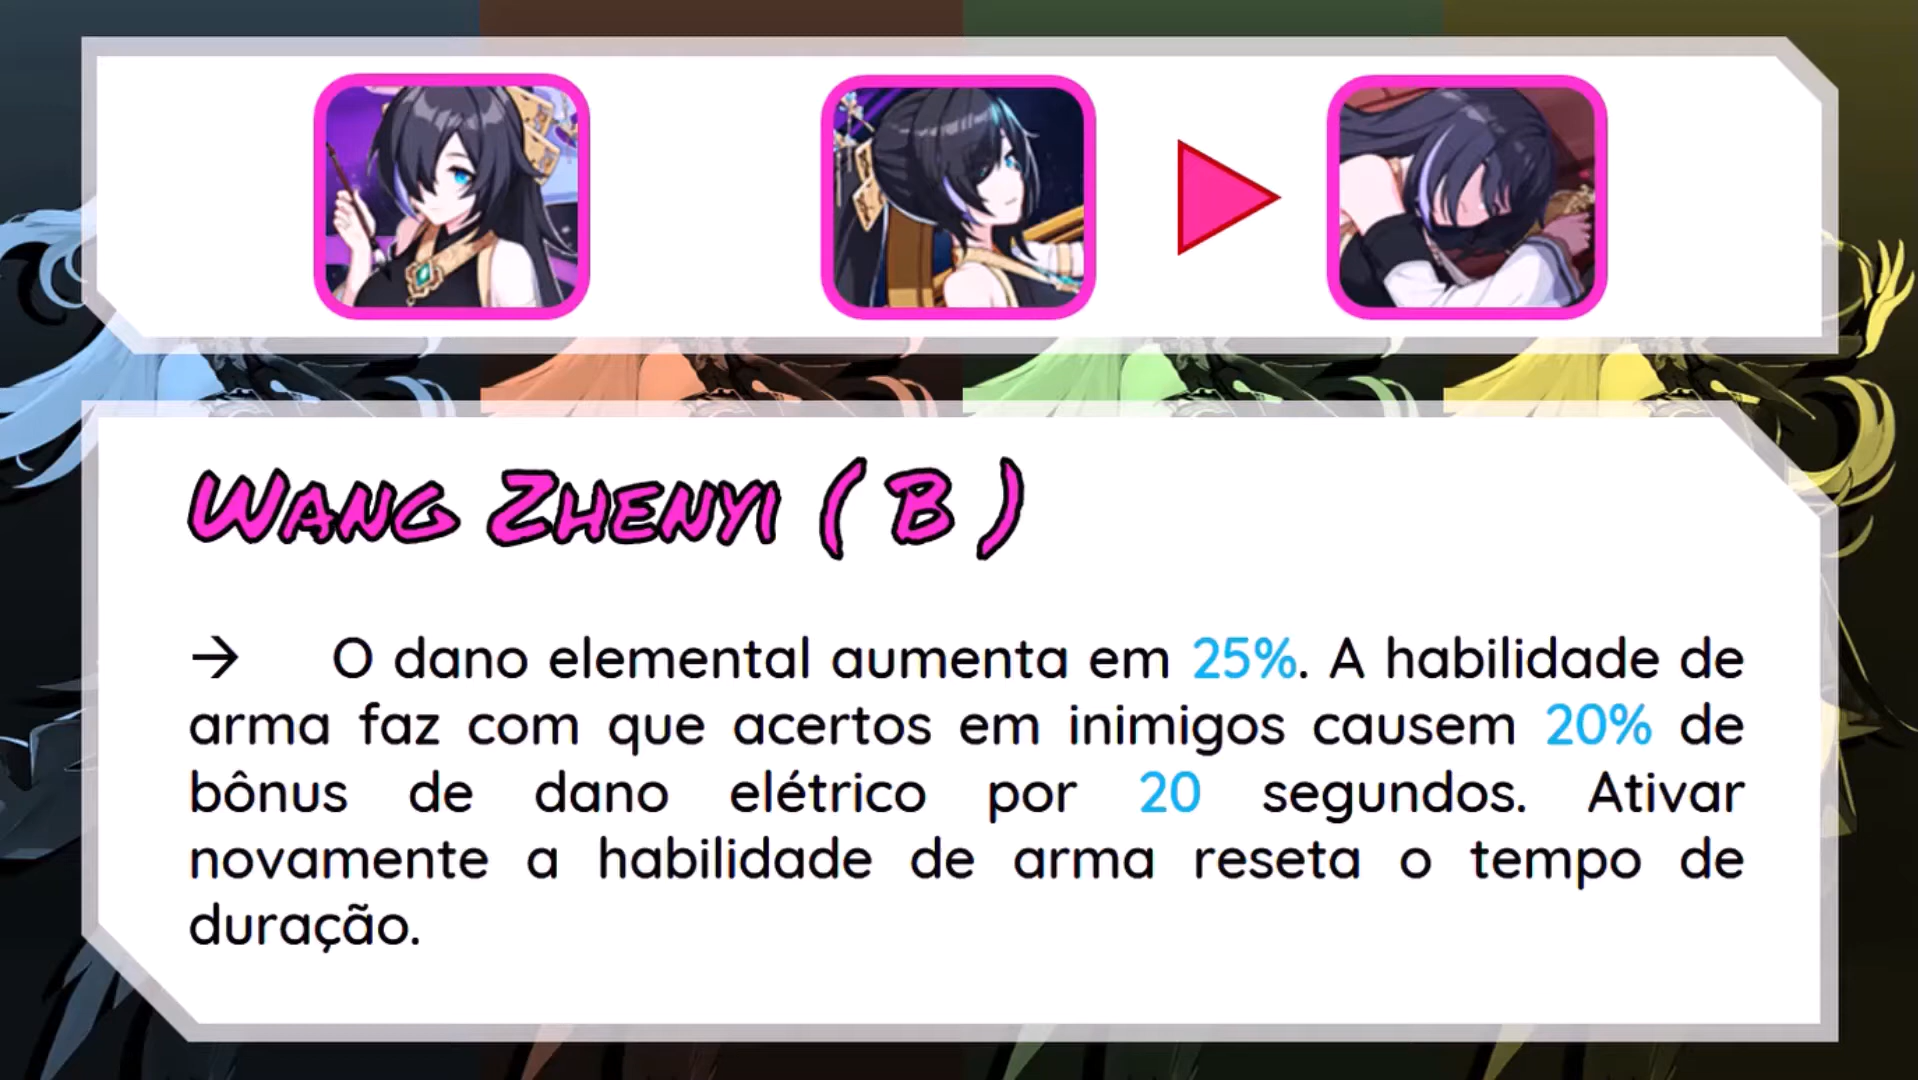 Wang Zhenyi ( B )
→ O dano elemental aumenta em 25%. A habilidade de
arma faz com que acertos em inimigos causem 20% de
bônus de dano elétrico por 20 segundos. Ativar
novamente a habilidade de arma reseta o tempo de
duração.